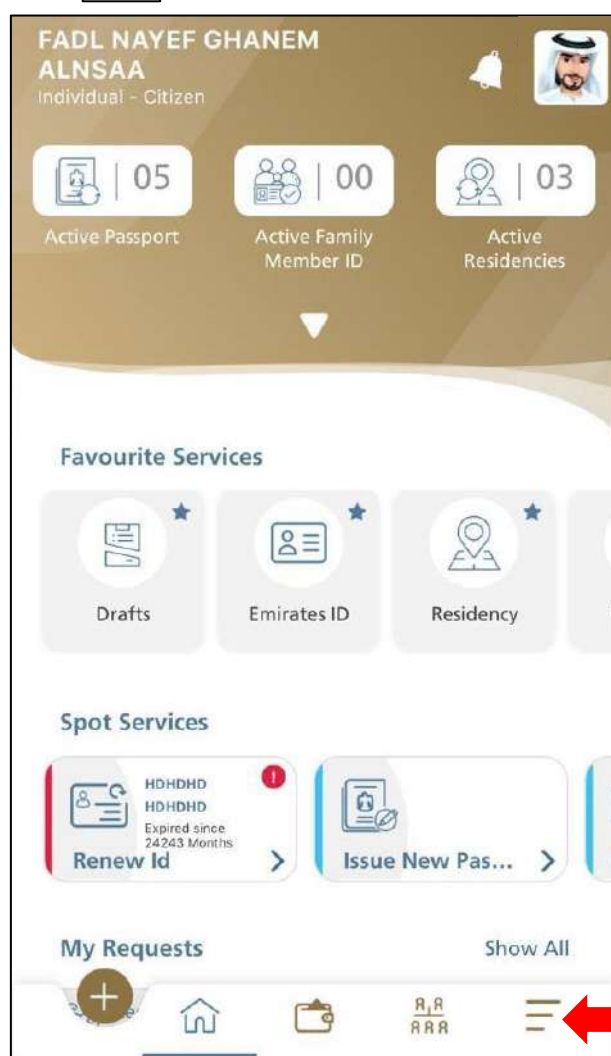 FADL NAYEF GHANEM
ALNSAA
Individual - Citizen
05
00
03
Active Passport
Active Family
Member ID
Active
Residencies
Favourite Services
Drafts
Emirates ID
Residency
Spot Services
HDHDHD
HDHDHD
Expired since
24243 Months
Renew Id
Issue New Pas...
My Requests
Show All